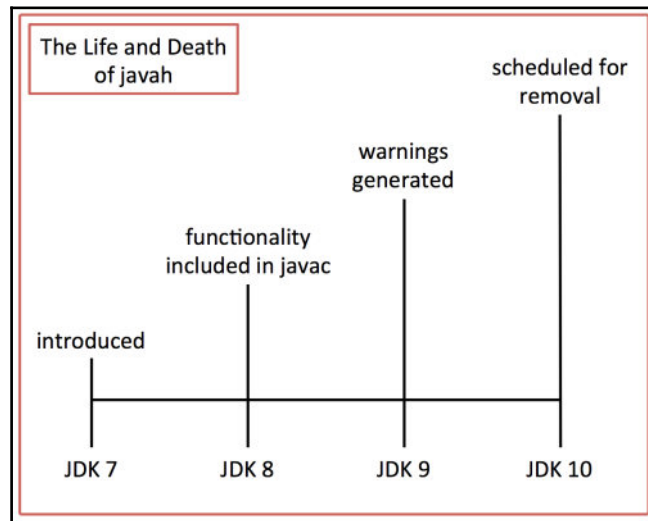 The Life and Death
of javah
scheduled for
removal
warnings
generated
functionality
included in javac
introduced
JDK 7
JDK 8
JDK 9
JDK 10